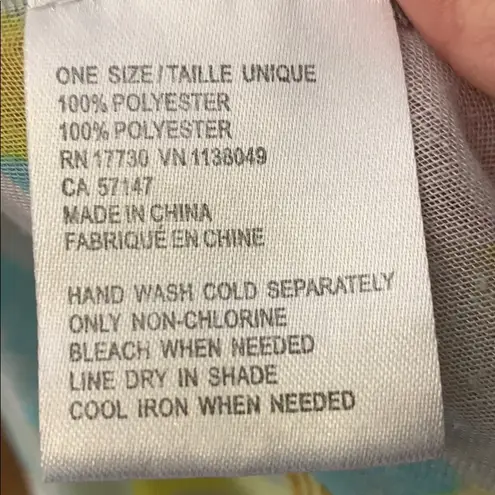 ONE SIZE/TAILLE UNIQUE
100% POLYESTER
100% POLYESTER
RN 17730 VN 1138049
CA 57147
MADE IN CHINA
FABRIQUÉ EN CHINE
HAND WASH COLD SEPARATELY
ONLY NON-CHLORINE
BLEACH WHEN NEEDED
LINE DRY IN SHADE
COOL IRON WHEN NEEDED